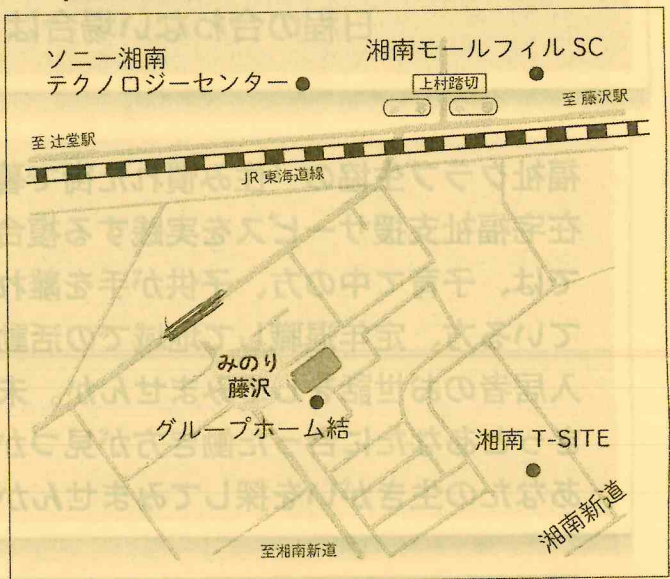 ソニー湘南
テクノロジーセンター
湘南モールフィル SC
上村踏切
至 藤沢駅
至 辻堂駅
JR 東海道線
みのり
藤沢
グループホーム結
湘南 T-SITE
湘南新道
至湘南新道